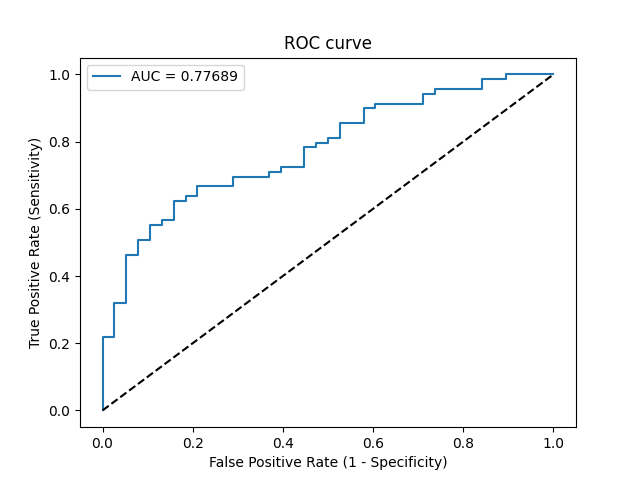 ROC curve
AUC = 0.77689
True Positive Rate (Sensitivity)
1.0
0.8
0.6
0.4
0.2
0.0
0.0 0.2 0.4 0.6 0.8 1.0
False Positive Rate (1 - Specificity)